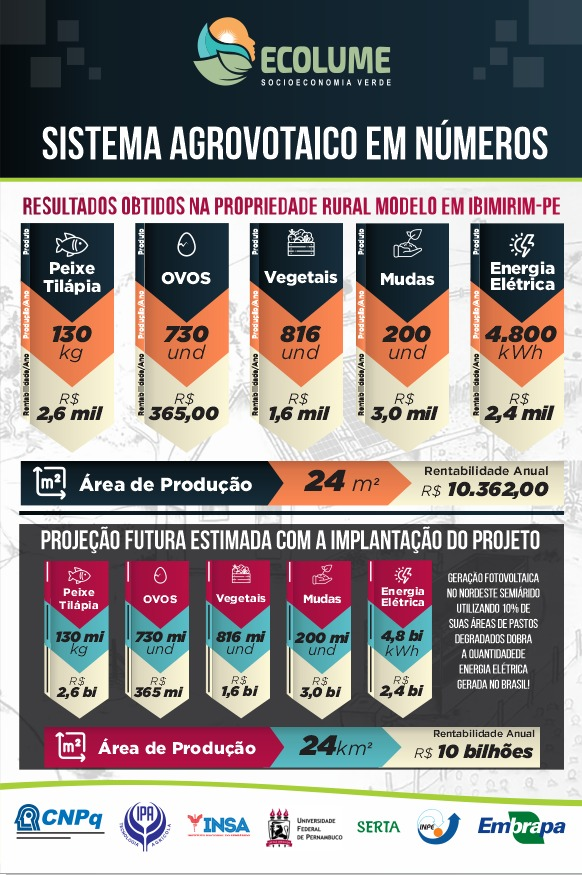 ECOLUME
SOCIOECONOMIA VERDE
SISTEMA AGROVOTAICO EM NÚMEROS
RESULTADOS OBTIDOS NA PROPRIEDADE RURAL MODELO EM IBIMIRIM-PE
Produto
Peixe
Tilápia
Produção/Ano
130
kg
Rentabilidade/Ano
R$
2,6 mil
Produto
OVOS
Produção/Ano
730
und
Rentabilidade/Ano
R$
365,00
Produto
Vegetais
Produção/Ano
816
und
Rentabilidade/Ano
R$
1,6 mil
Produto
Mudas
Produção/Ano
200
und
Rentabilidade/Ano
R$
3,0 mil
Produto
Energia
Elétrica
Produção/Ano
4.800
kWh
Rentabilidade/Ano
R$
2,4 mil
m²
Área de Produção
24 m²
Rentabilidade Anual
R$ 10.362,00
PROJEÇÃO FUTURA ESTIMADA COM A IMPLANTAÇÃO DO PROJETO
Peixe
Tilápia
130 mi
kg
R$
2,6 bi
OVOS
730 mi
und
R$
365 mi
Vegetais
816 mi
und
R$
1,6 bi
Mudas
200 mi
und
R$
3,0 bi
Energia
Elétrica
4,8 bi
kWh
R$
2,4 bi
GERAÇÃO FOTOVOLTAICA
NO NORDESTE SEMIÁRIDO
UTILIZANDO 10% DE
SUAS ÁREAS DE PASTOS
DEGRADADOS DOBRA
A QUANTIDADEDE
ENERGIA ELÉTRICA
GERADA NO BRASIL!
m²
Área de Produção
24km²
Rentabilidade Anual
R$ 10 bilhões
CNPq
IPA
TECNOLOGIA AGRÍCOLA
INSA
UNIVERSIDADE
FEDERAL
DE PERNAMBUCO
SERTA
INPE
Embrapa